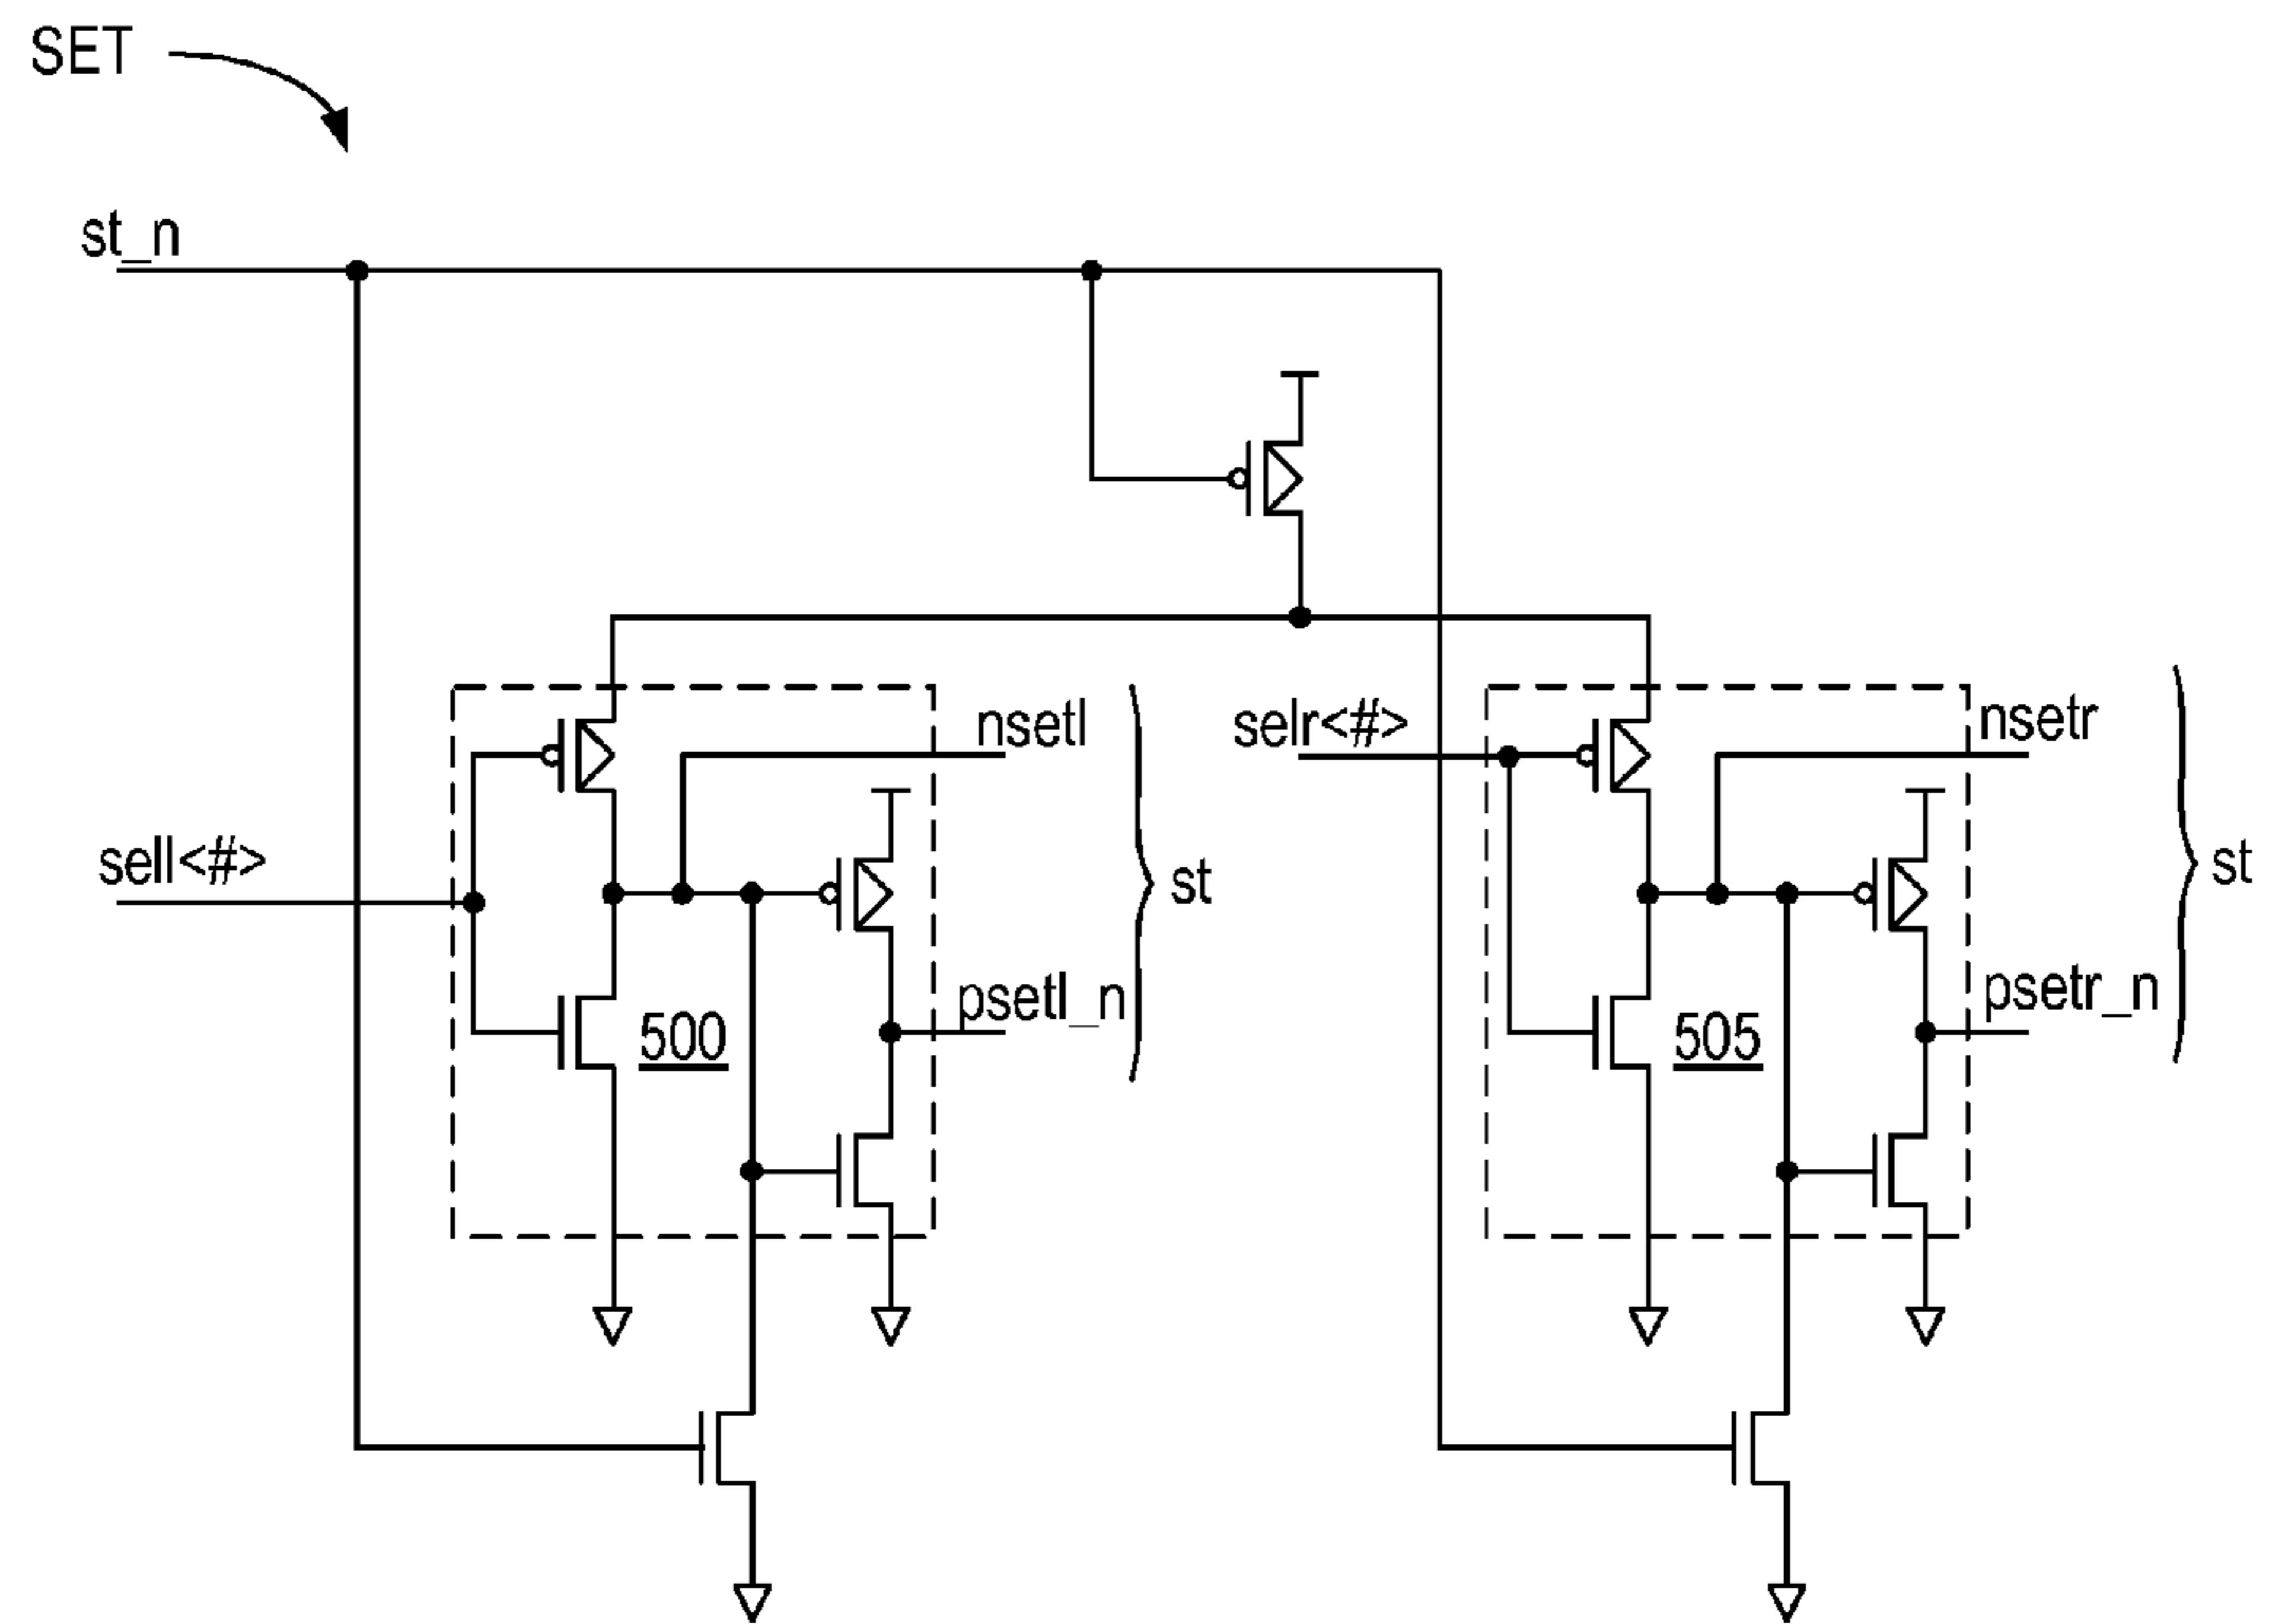 SET
st_n
nsetl
selr<#>
nsetr
sell<#>
st
st
psetl_n
psetr_n
500
505